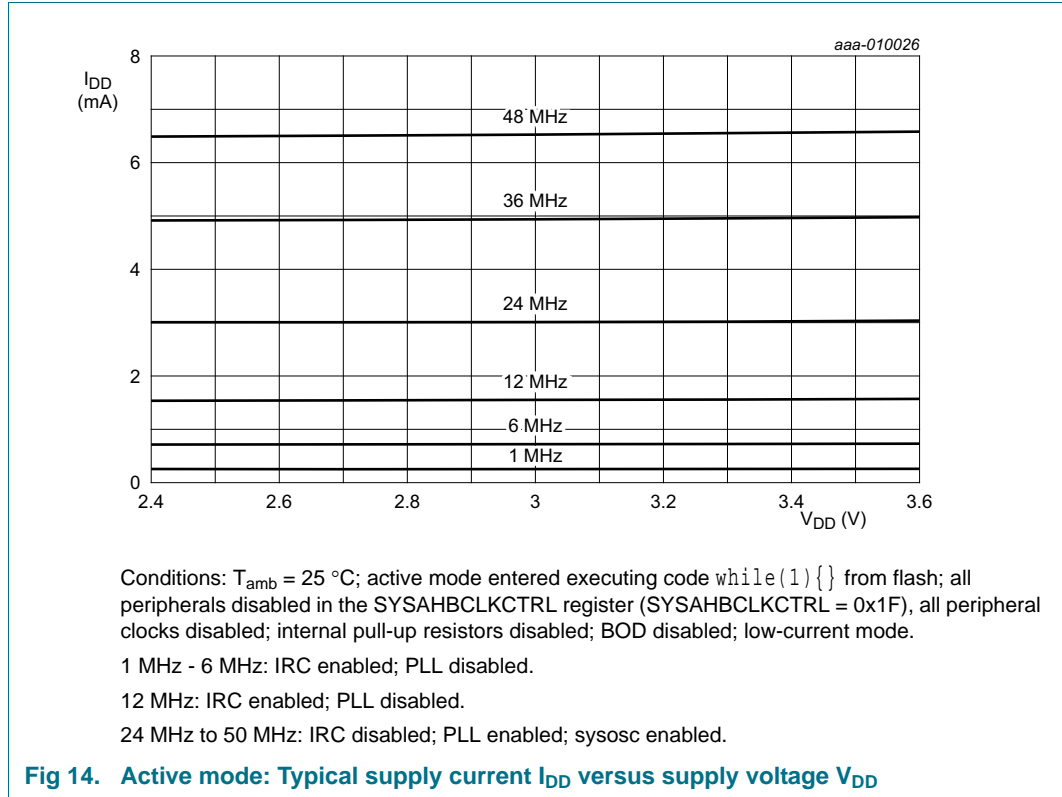 aaa-010026
8
I_DD
(mA)
48 MHz
6
36 MHz
4
24 MHz
2
12 MHz
6 MHz
1 MHz
0
2.4 2.6 2.8 3 3.2 3.4 3.6
V_DD (V)
Conditions: T_amb = 25 °C; active mode entered executing code while(1){} from flash; all
peripherals disabled in the SYSAHBCLKCTRL register (SYSAHBCLKCTRL = 0x1F), all peripheral
clocks disabled; internal pull-up resistors disabled; BOD disabled; low-current mode.
1 MHz - 6 MHz: IRC enabled; PLL disabled.
12 MHz: IRC enabled; PLL disabled.
24 MHz to 50 MHz: IRC disabled; PLL enabled; sysosc enabled.
Fig 14. Active mode: Typical supply current I_DD versus supply voltage V_DD